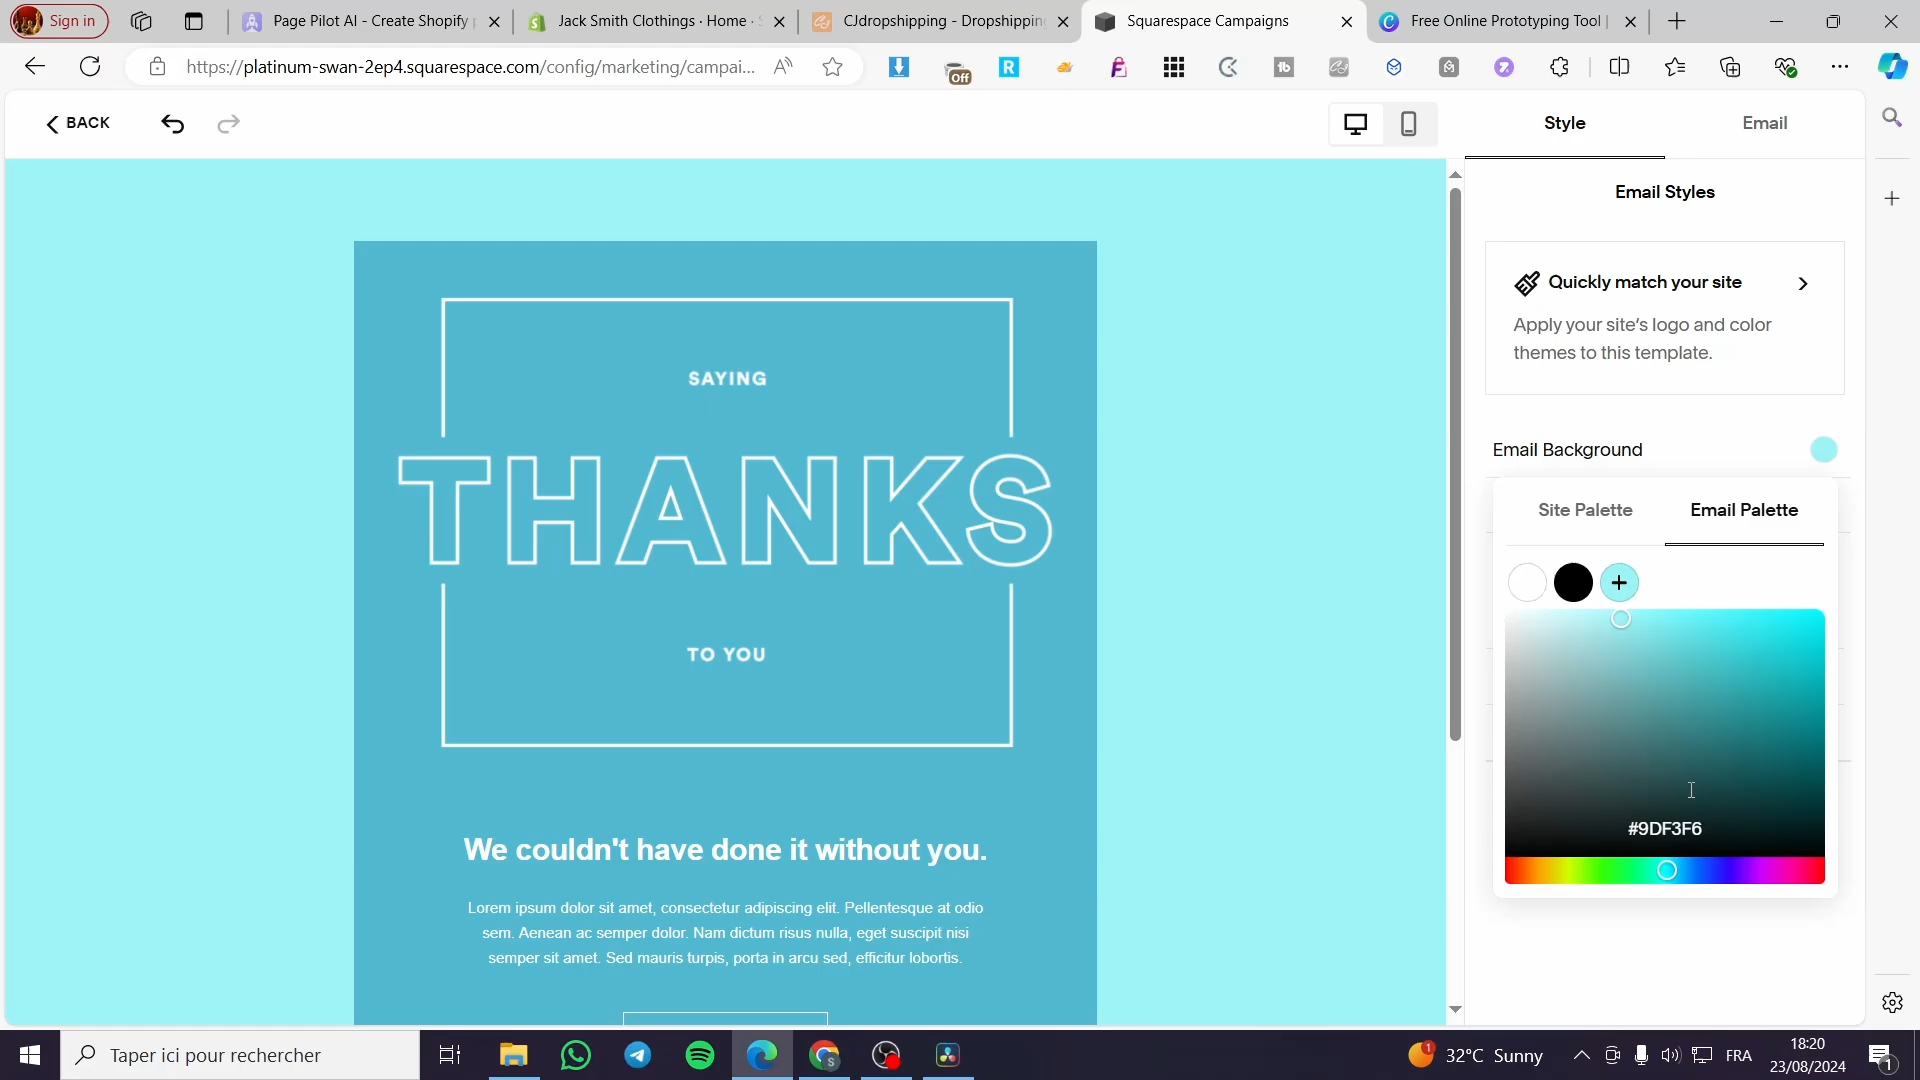 Sign in
Page Pilot AI - Create Shopify
Jack Smith Clothings · Home ·
CJdropshipping - Dropshippin
Squarespace Campaigns
Free Online Prototyping Tool |
https://platinum-swan-2ep4.squarespace.com/config/marketing/campai...
Off
BACK
Style
Email
Email Styles
Quickly match your site
Apply your site's logo and color
themes to this template.
Email Background
Site Palette
Email Palette
#9DF3F6
SAYING
THANKS
TO YOU
We couldn't have done it without you.
Lorem ipsum dolor sit amet, consectetur adipiscing elit. Pellentesque at odio
sem. Aenean ac semper dolor. Nam dictum risus nulla, eget suscipit nisi
semper sit amet. Sed mauris turpis, porta in arcu sed, efficitur lobortis.
Taper ici pour rechercher
32°C Sunny
FRA
18:20
23/08/2024